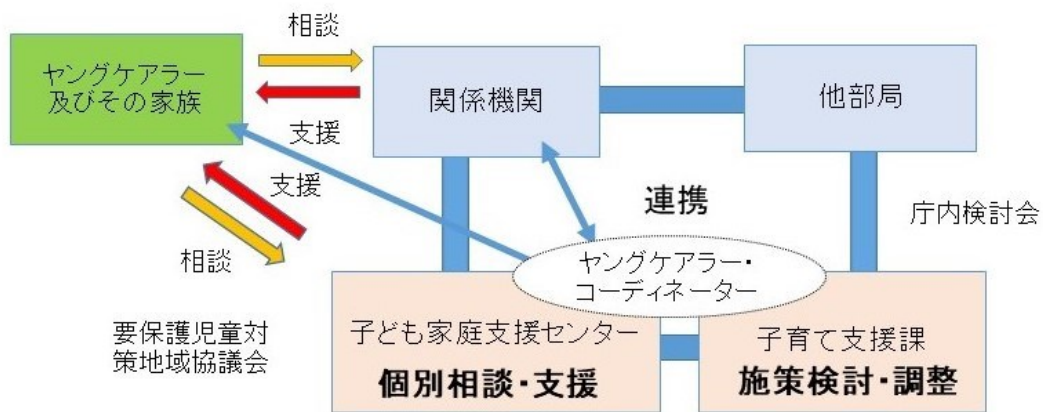 相談
ヤングケアラー
及びその家族
関係機関
他部局
支援
支援
連携
庁内検討会
相談
ヤングケアラー・
コーディネーター
要保護児童対
策地域協議会
子ども家庭支援センター
個別相談・支援
子育て支援課
施策検討・調整